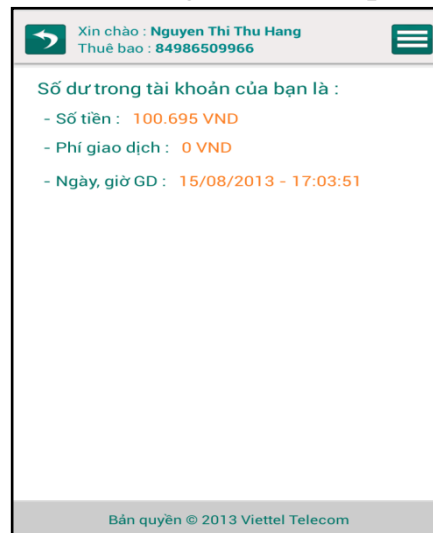 Xin chào : Nguyen Thi Thu Hang
Thuê bao : 84986509966
Số dư trong tài khoản của bạn là :
- Số tiền : 100.695 VND
- Phí giao dịch : 0 VND
- Ngày, giờ GD : 15/08/2013 - 17:03:51
Bản quyền © 2013 Viettel Telecom